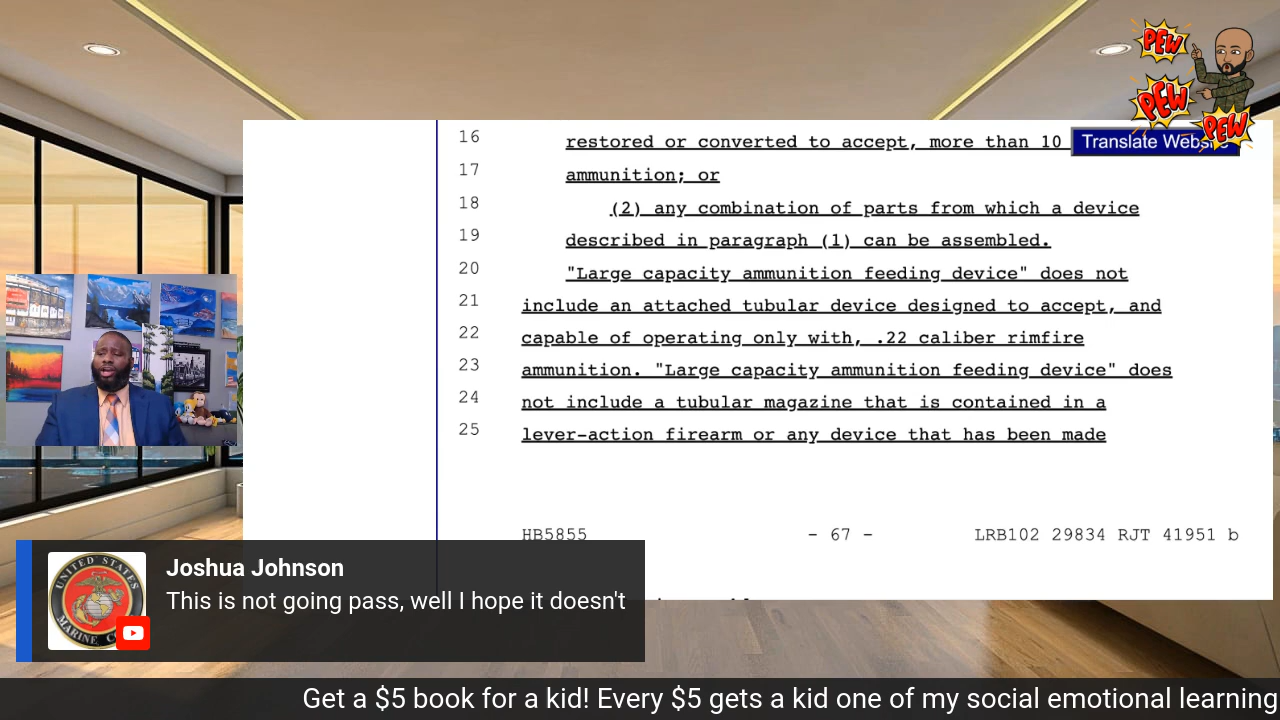 PEW
PEW
PEW
16 restored or converted to accept, more than 10
Translate Webs
17 ammunition; or
18 (2) any combination of parts from which a device
19 described in paragraph (1) can be assembled.
20 "Large capacity ammunition feeding device" does not
21 include an attached tubular device designed to accept, and
22 capable of operating only with, .22 caliber rimfire
23 ammunition. "Large capacity ammunition feeding device" does
24 not include a tubular magazine that is contained in a
25 lever-action firearm or any device that has been made
HB5855 - 67 - LRB102 29834 RJT 41951 b
Joshua Johnson
This is not going pass, well I hope it doesn't
UNITED STATES
MARINE C
Get a $5 book for a kid! Every $5 gets a kid one of my social emotional learning